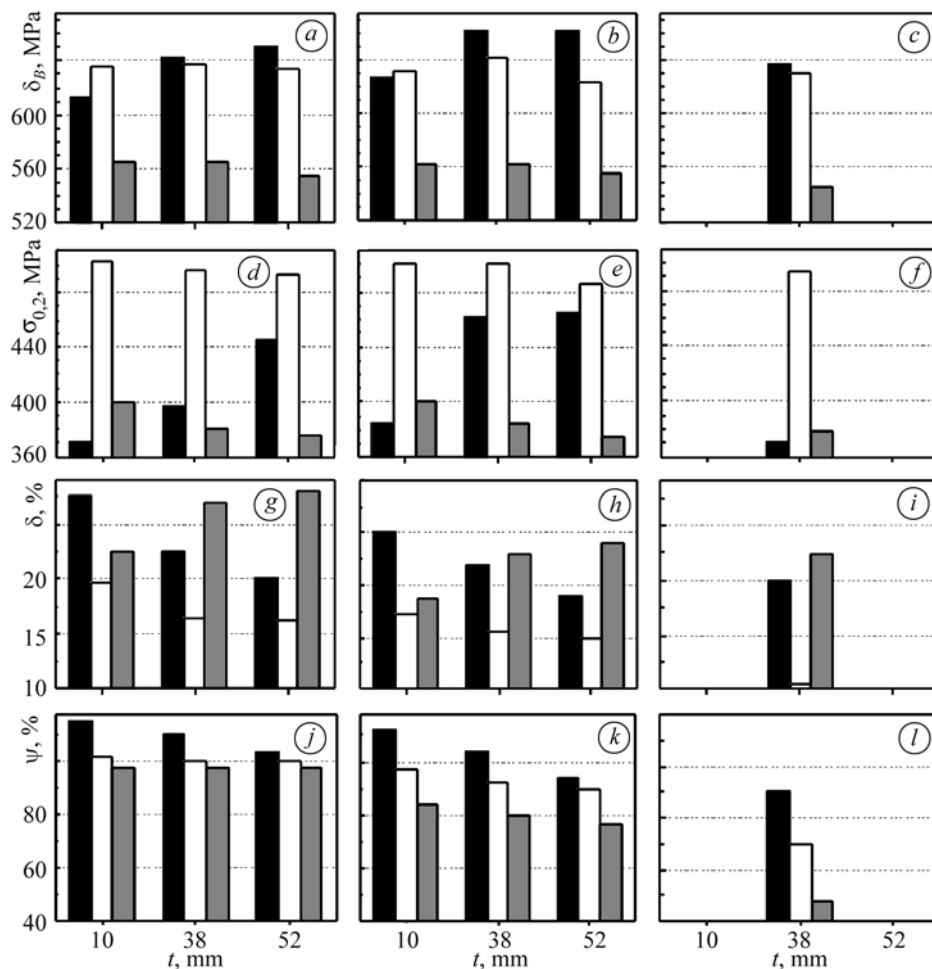 δB, MPa
a
b
c
600
560
520
σ0,2, MPa
d
e
f
440
400
360
δ, %
g
h
i
20
15
10
ψ, %
j
k
l
80
60
40
10 38 52 10 38 52 10 38 52
t, mm t, mm t, mm